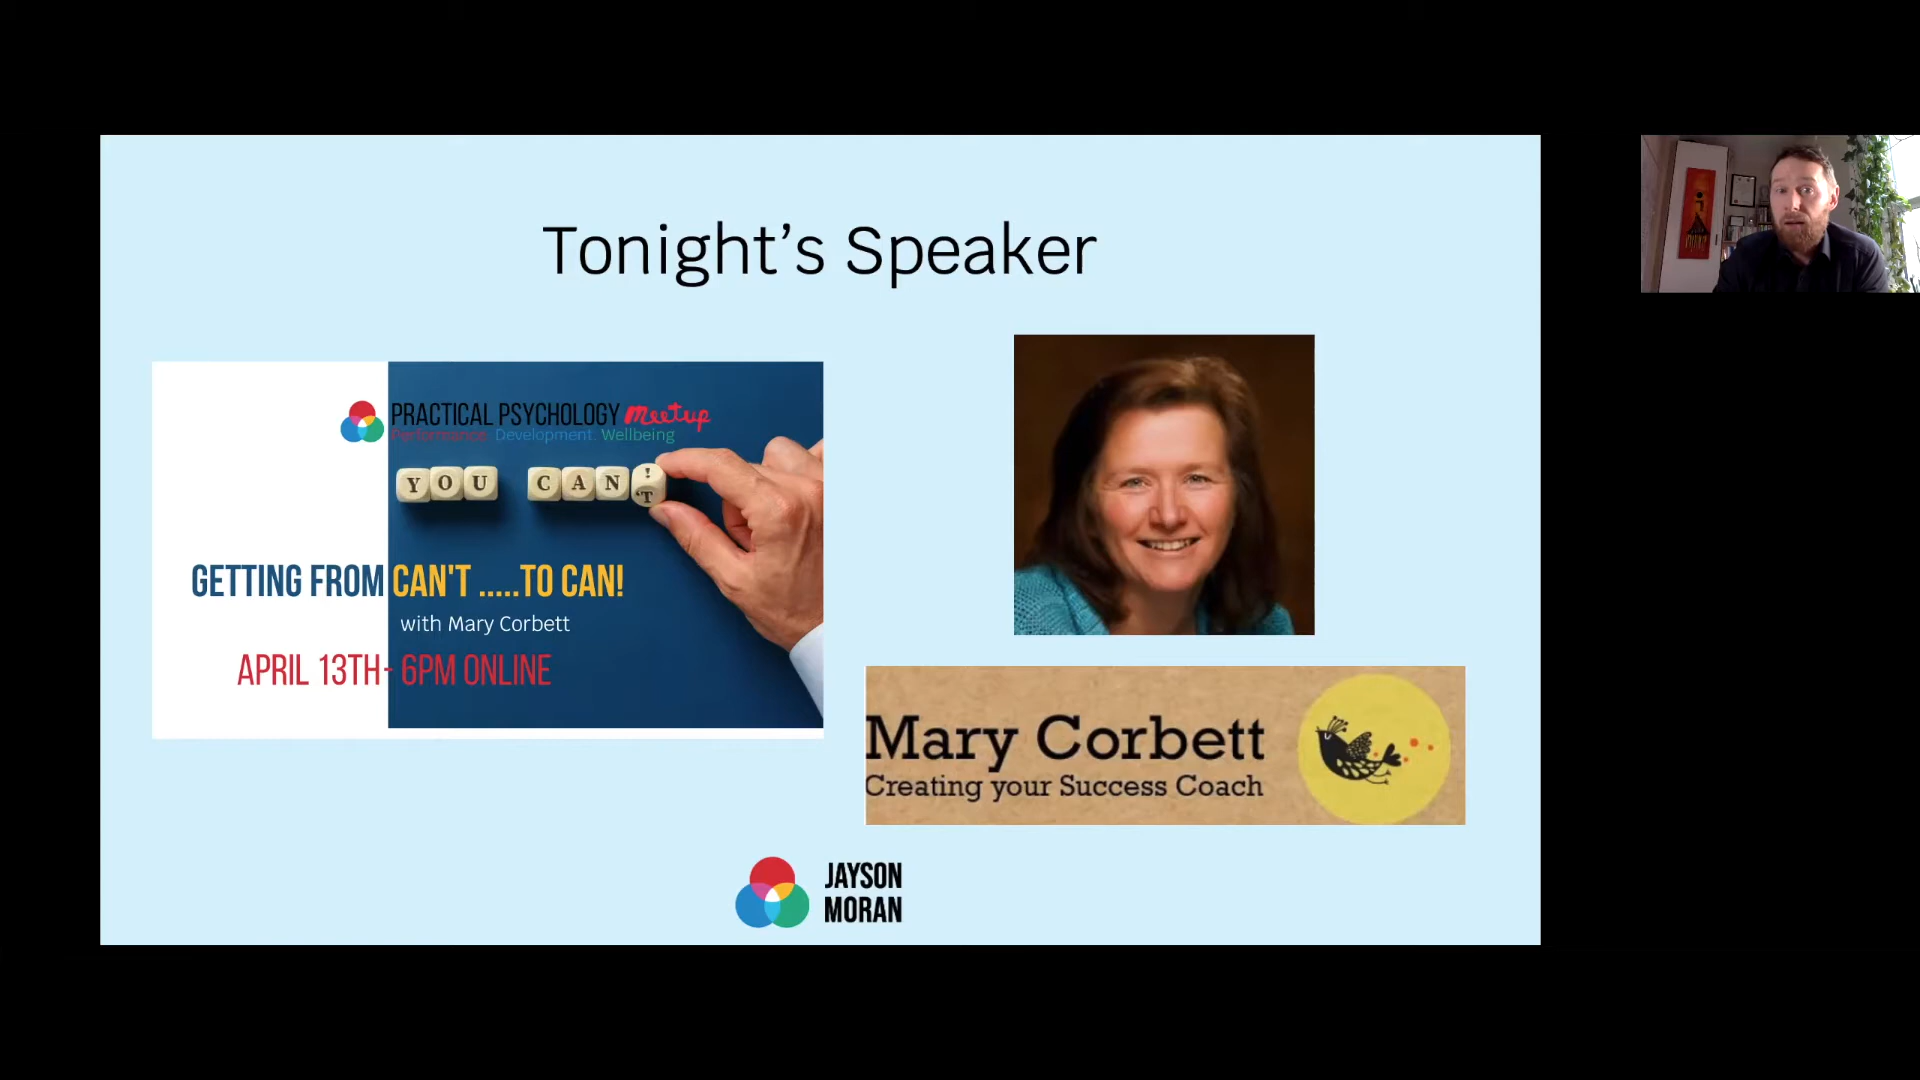 Tonight's Speaker
PRACTICAL PSYCHOLOGY meetup
Performance. Development. Wellbeing
YOU CAN!'T
GETTING FROM CAN'T .....TO CAN!
with Mary Corbett
APRIL 13TH- 6PM ONLINE
Mary Corbett
Creating your Success Coach
JAYSON
MORAN